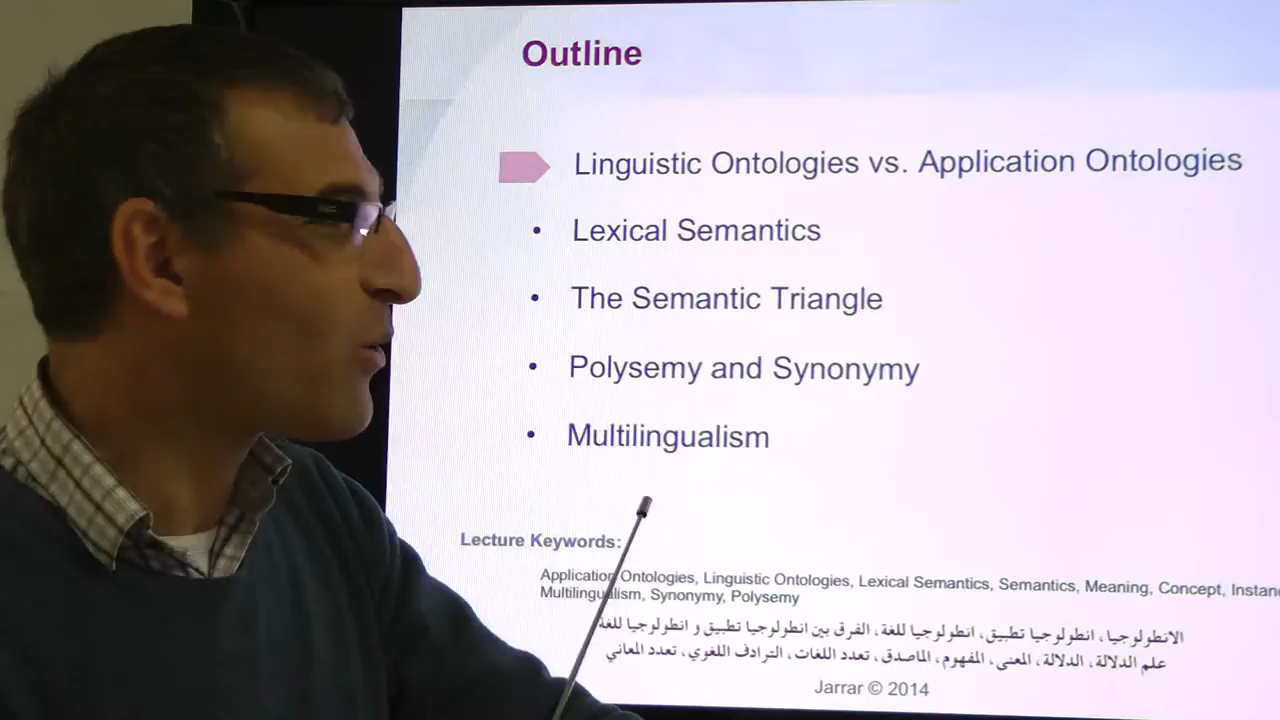 Outline
Linguistic Ontologies vs. Application Ontologies
• Lexical Semantics
• The Semantic Triangle
• Polysemy and Synonymy
• Multilingualism
Lecture Keywords:
Application Ontologies, Linguistic Ontologies, Lexical Semantics, Semantics, Meaning, Concept, Instanc
Multilingualism, Synonymy, Polysemy
الانطولوجيا، انطولوجيا تطبيق، انطولوجيا للغة، الفرق بين انطولوجيا تطبيق و انطولوجيا للغة
علم الدلالة، الدلالة، المعنى، المفهوم، الماصدق، تعدد اللغات، الترادف اللغوي، تعدد المعاني
Jarrar © 2014